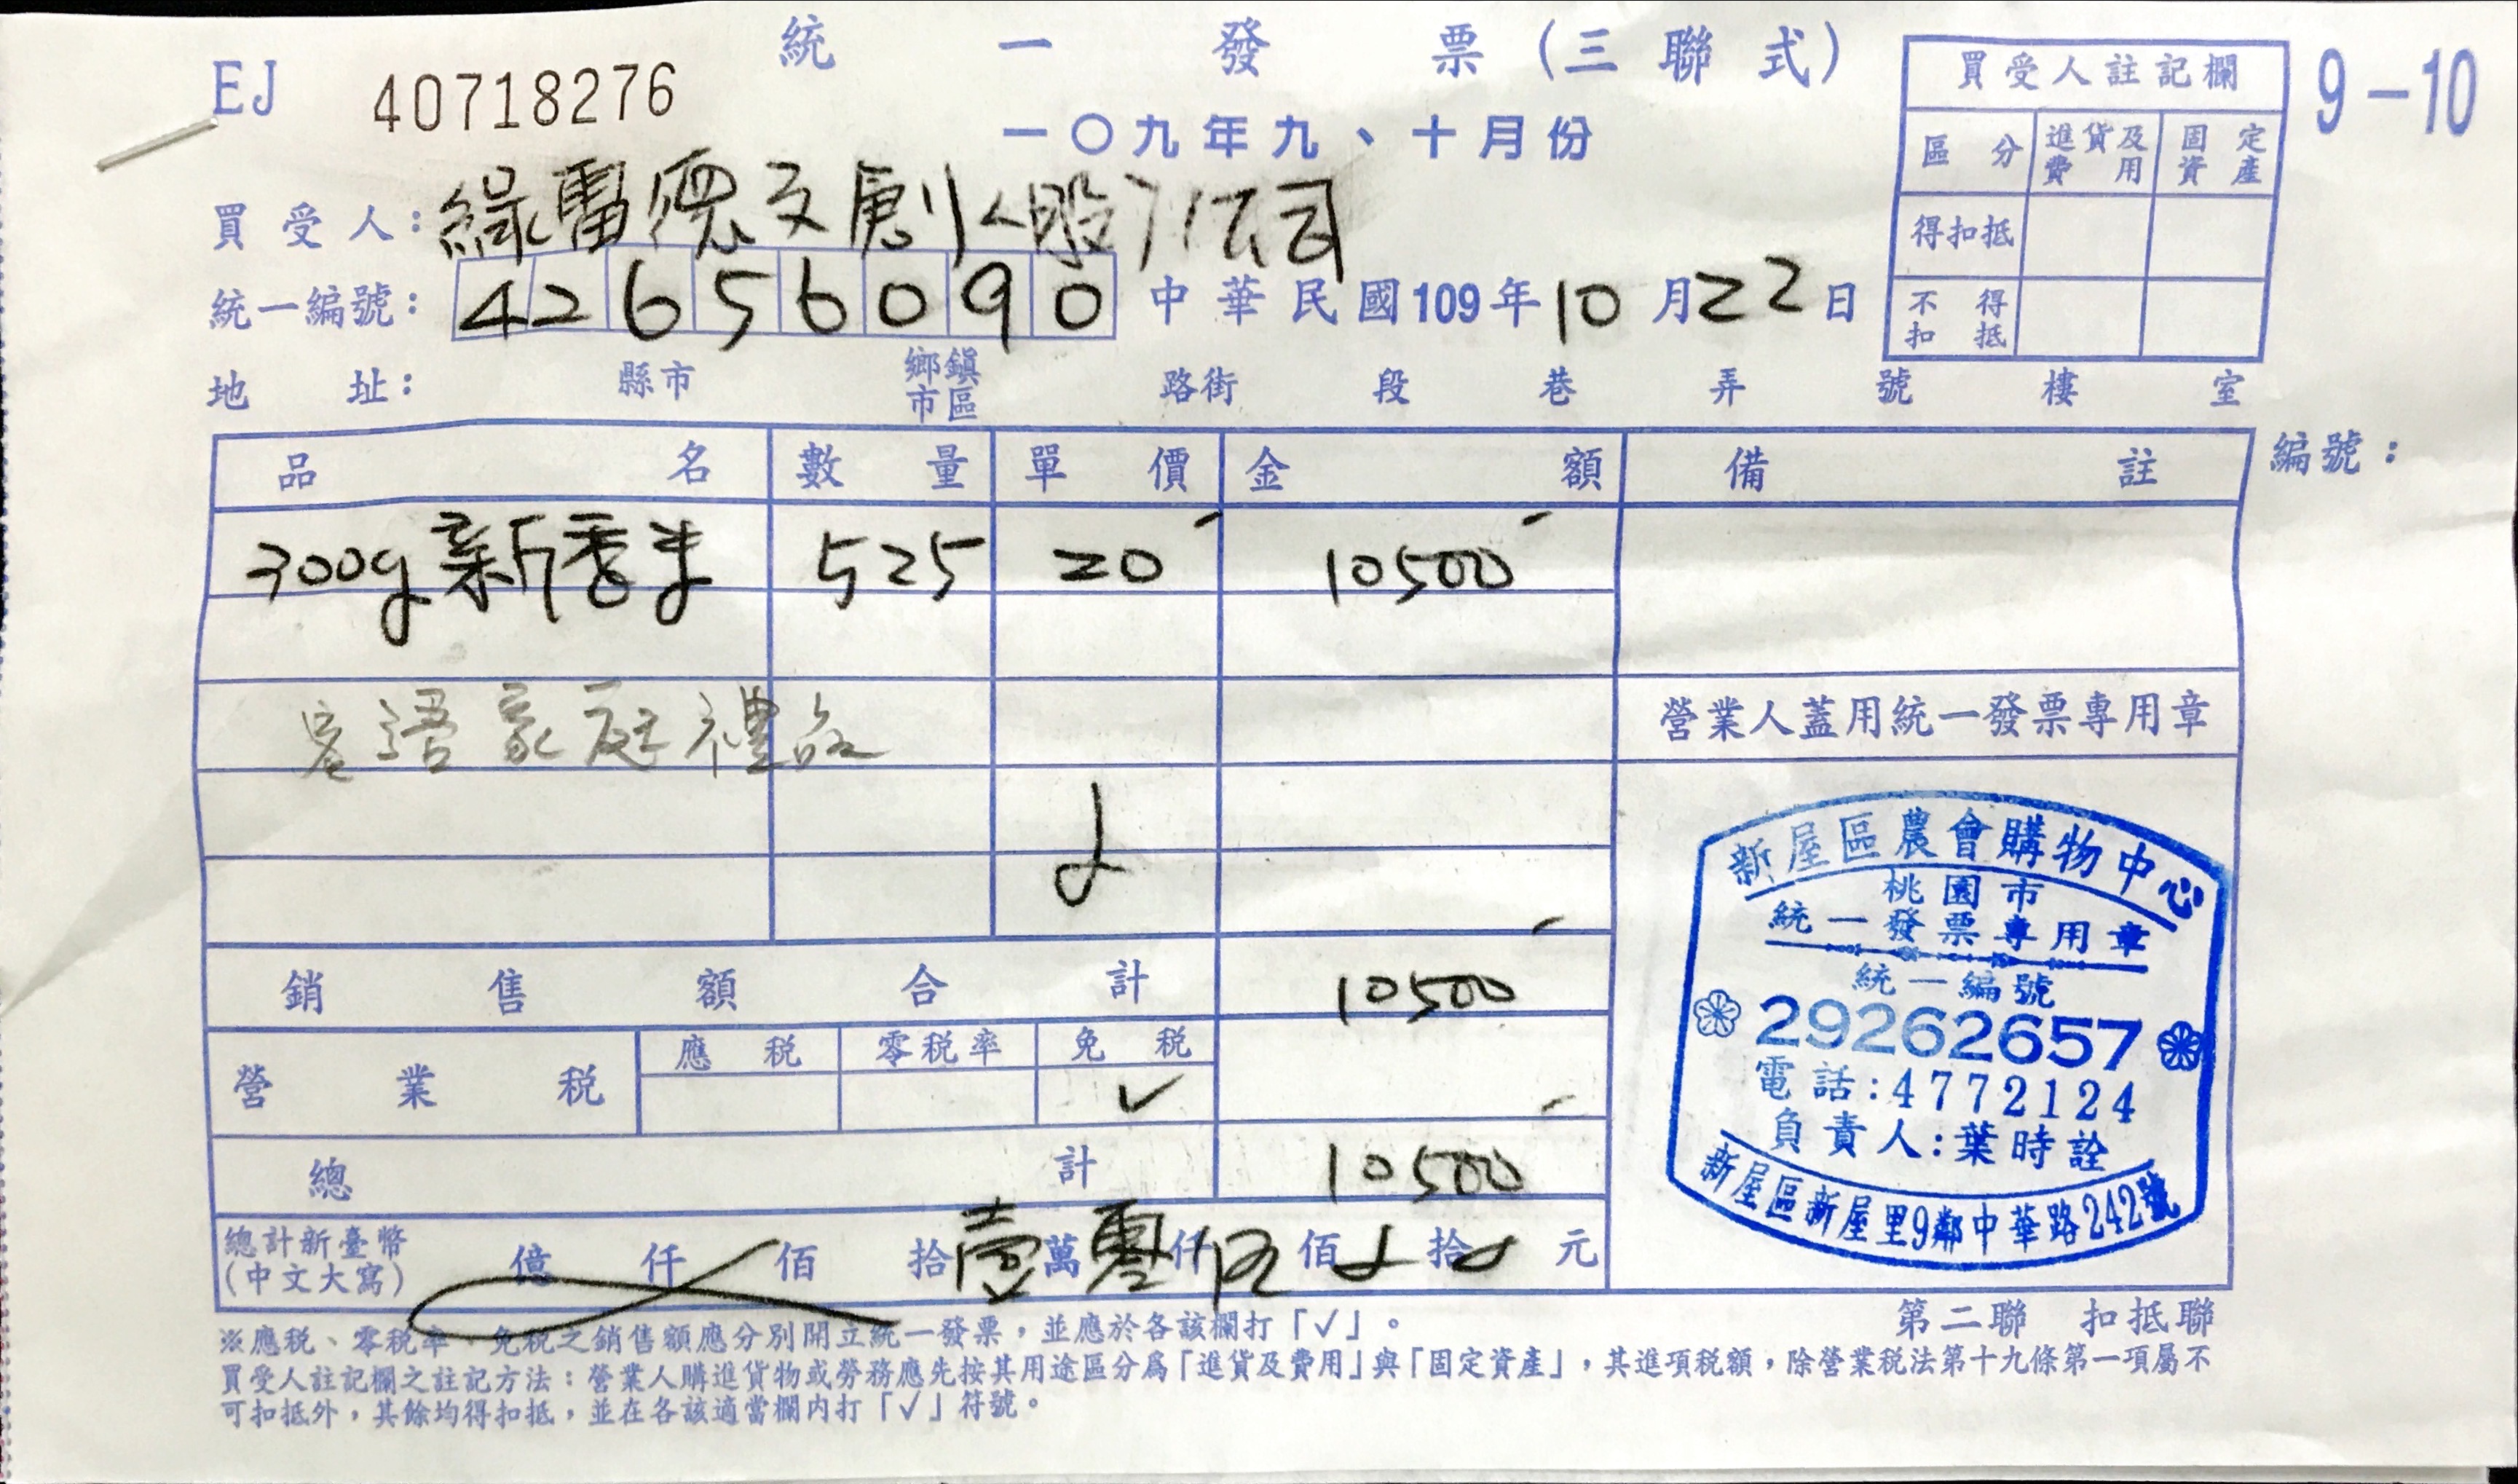 統一發票(三聯式)
EJ 40718276
一〇九年九、十月份
9-10
買受人註記欄
區分 進貨及費用 固定資產
得扣抵
不得扣抵
買受人：綠雷德文創股份公司
統一編號：42656090 中華民國109年10月22日
地址： 縣市 鄉鎮市區 路街 段 巷 弄 號 樓 室
品名 數量 單價 金額 備註 編號：
300g新香米 525 20 10500
語家庭禮
營業人蓋用統一發票專用章
銷售額合計 10500
營業稅 應稅 零稅率 免稅 ✓
總計 10500
總計新臺幣(中文大寫) 億 仟 佰 拾壹萬零仟伍佰 拾 元
新屋區農會購物中心
桃園市
統一發票專用章
統一編號
29262657
電話:4772124
負責人:葉時詮
新屋區新屋里9鄰中華路242號
第二聯 扣抵聯
※應稅、零稅率、免稅之銷售額應分別開立統一發票，並應於各該欄打「✓」。
買受人註記欄之註記方法：營業人購進貨物或勞務應先按其用途區分爲「進貨及費用」與「固定資產」，其進項稅額，除營業稅法第十九條第一項屬不
可扣抵外，其餘均得扣抵，並在各該適當欄內打「✓」符號。